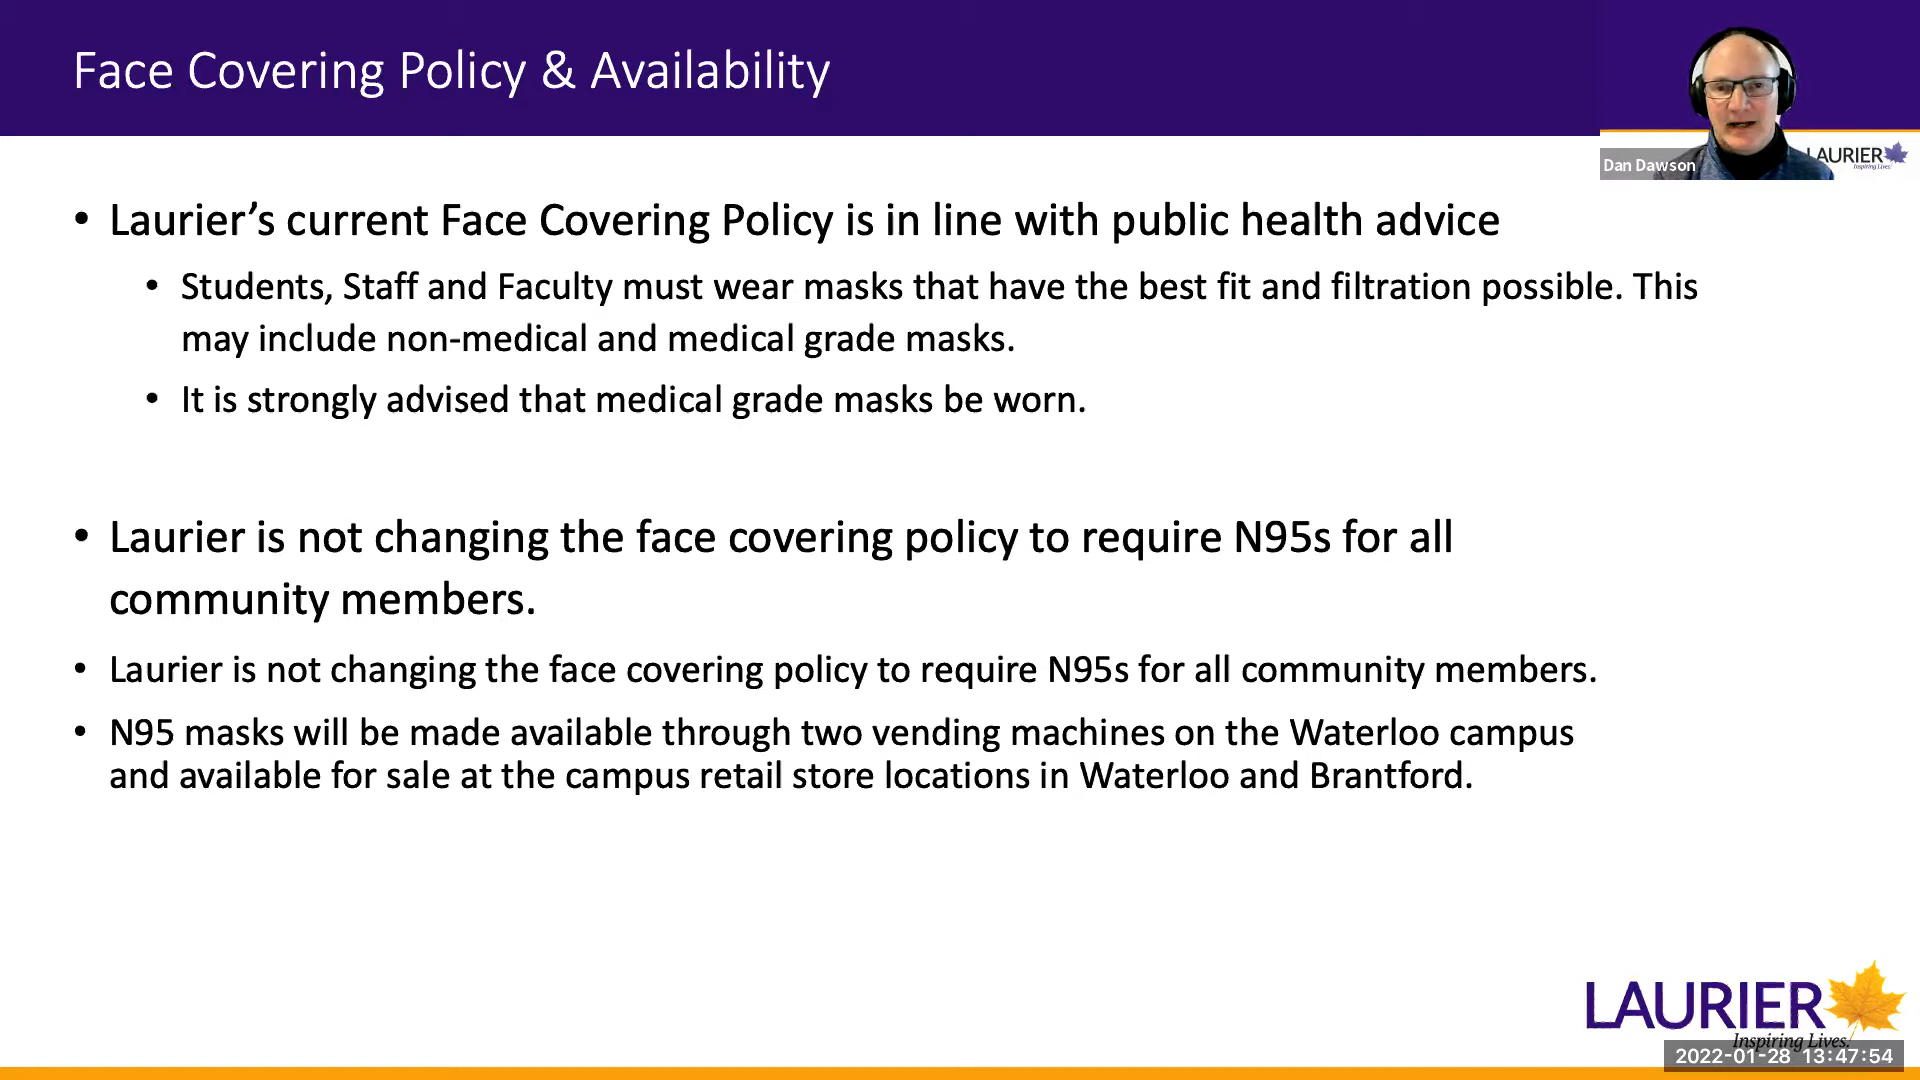 Face Covering Policy & Availability
Dan Dawson
LAURIER
Inspiring Lives.
• Laurier’s current Face Covering Policy is in line with public health advice
• Students, Staff and Faculty must wear masks that have the best fit and filtration possible. This
may include non-medical and medical grade masks.
• It is strongly advised that medical grade masks be worn.
• Laurier is not changing the face covering policy to require N95s for all
community members.
• Laurier is not changing the face covering policy to require N95s for all community members.
• N95 masks will be made available through two vending machines on the Waterloo campus
and available for sale at the campus retail store locations in Waterloo and Brantford.
LAURIER
Inspiring Lives.
2022-01-28 13:47:54